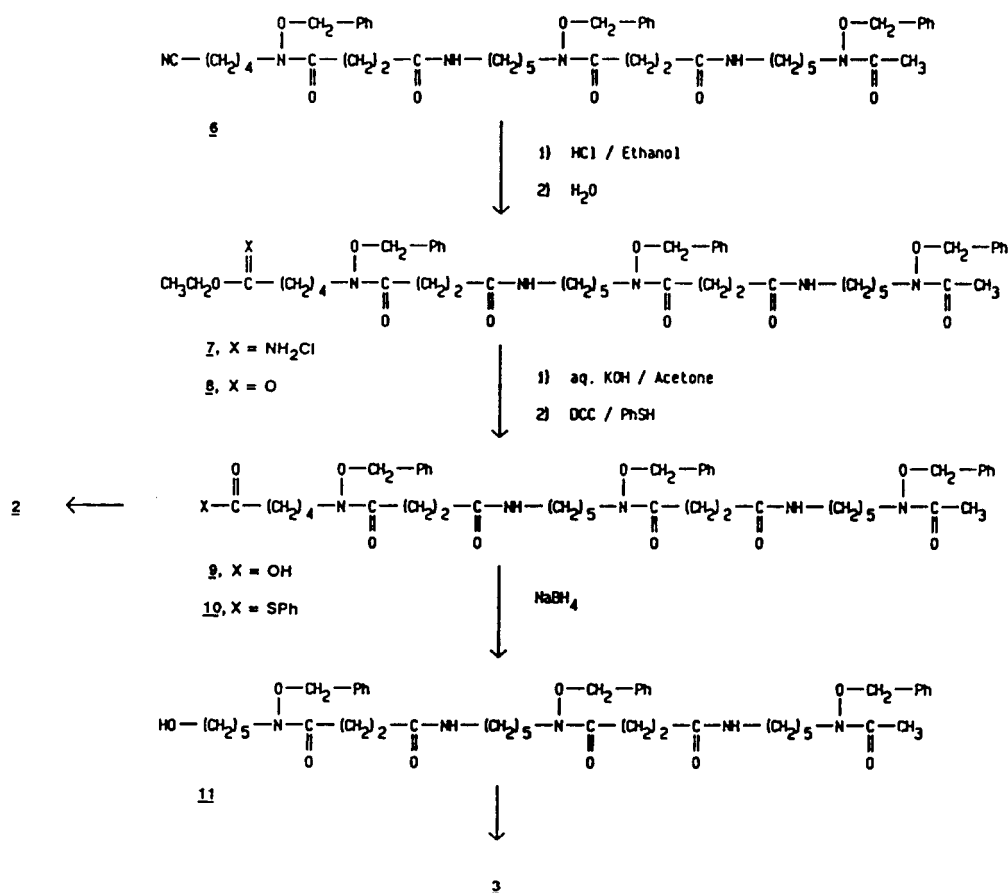 O—CH2—Ph O—CH2—Ph O—CH2—Ph
NC—(CH2)4—N—C—(CH2)2—C—NH—(CH2)5—N—C—(CH2)2—C—NH—(CH2)5—N—C—CH3
O O O O O
6
1) HCl / Ethanol
2) H2O
X O—CH2—Ph O—CH2—Ph O—CH2—Ph
CH3CH2O—C—(CH2)4—N—C—(CH2)2—C—NH—(CH2)5—N—C—(CH2)2—C—NH—(CH2)5—N—C—CH3
O O O O O
7, X = NH2Cl
8, X = O
1) aq. KOH / Acetone
2) DCC / PhSH
O O—CH2—Ph O—CH2—Ph O—CH2—Ph
2 ← X—C—(CH2)4—N—C—(CH2)2—C—NH—(CH2)5—N—C—(CH2)2—C—NH—(CH2)5—N—C—CH3
O O O O O
9, X = OH
10, X = SPh
NaBH4
O—CH2—Ph O—CH2—Ph O—CH2—Ph
HO—(CH2)5—N—C—(CH2)2—C—NH—(CH2)5—N—C—(CH2)2—C—NH—(CH2)5—N—C—CH3
O O O O O
11
3